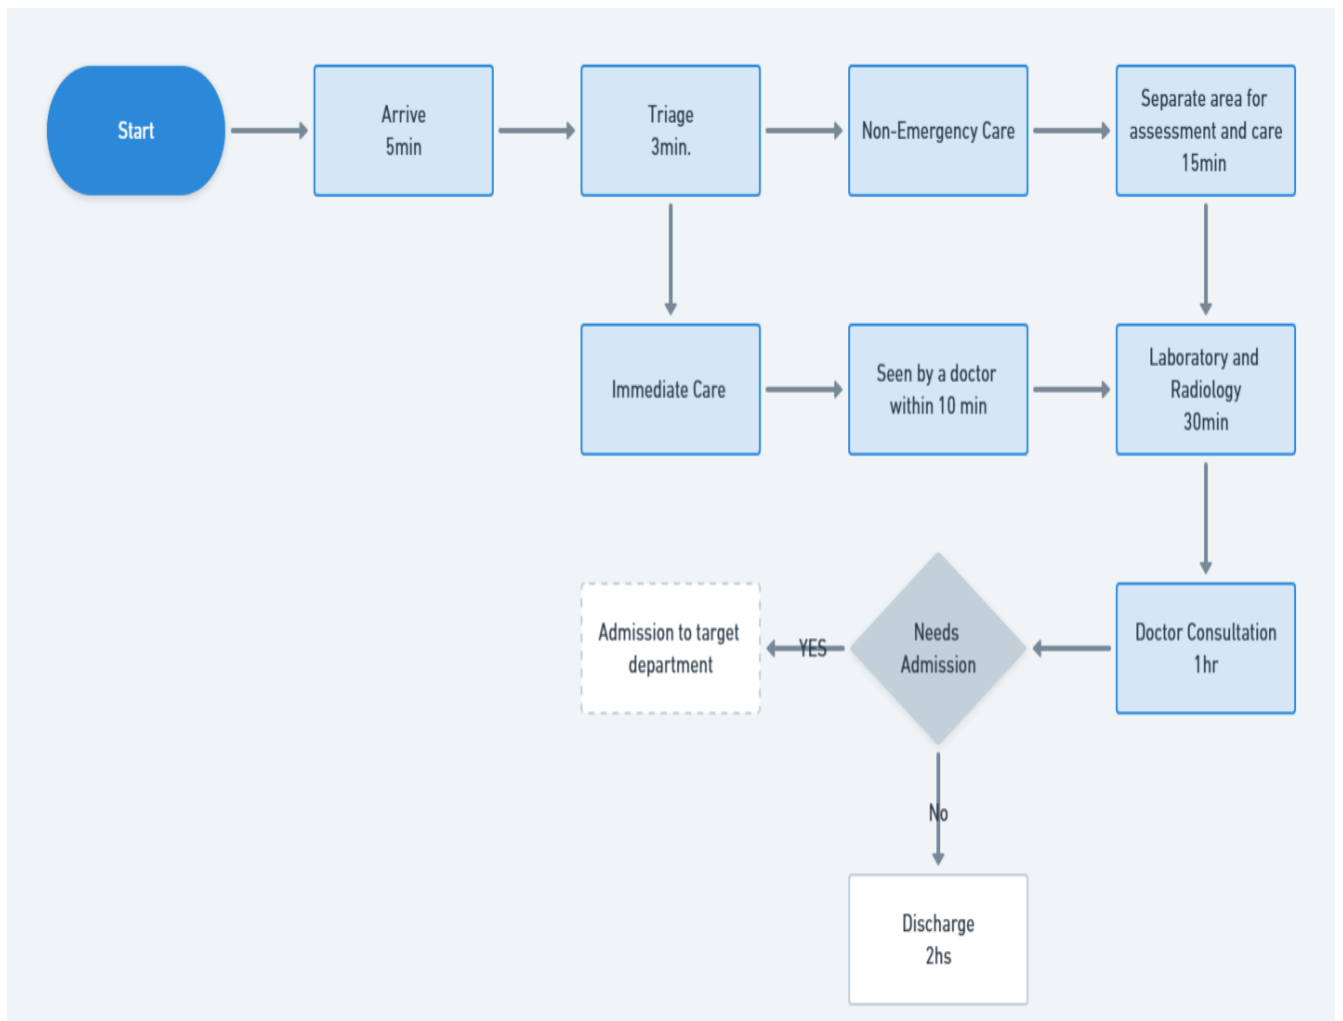 Start
Arrive
5min
Triage
3min.
Non-Emergency Care
Separate area for
assessment and care
15min
Immediate Care
Seen by a doctor
within 10 min
Laboratory and
Radiology
30min
Admission to target
department
YES
Needs
Admission
Doctor Consultation
1hr
No
Discharge
2hs